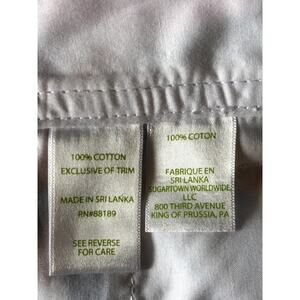 100% COTTON
EXCLUSIVE OF TRIM
MADE IN SRI LANKA
RN#88189
SEE REVERSE
FOR CARE
100% COTON
FABRIQUE EN
SRI LANKA
SUGARTOWN WORLDWIDE,
LLC
800 THIRD AVENUE
KING OF PRUSSIA, PA